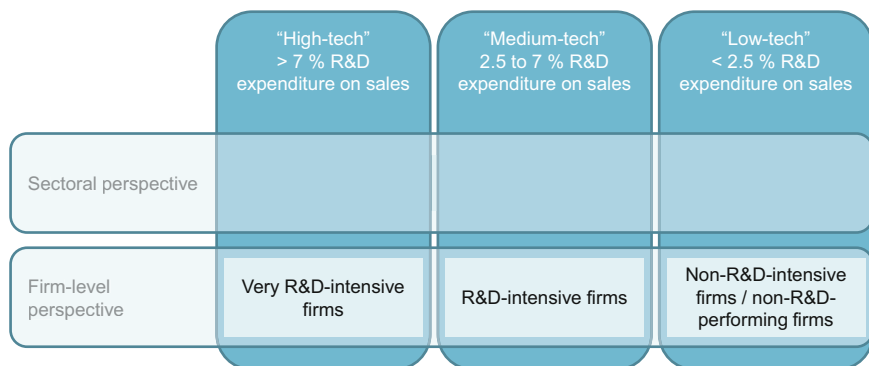 “High-tech”
> 7 % R&D
expenditure on sales
“Medium-tech”
2.5 to 7 % R&D
expenditure on sales
“Low-tech”
< 2.5 % R&D
expenditure on sales
Sectoral perspective
Firm-level
perspective
Very R&D-intensive
firms
R&D-intensive firms
Non-R&D-intensive
firms / non-R&D-
performing firms